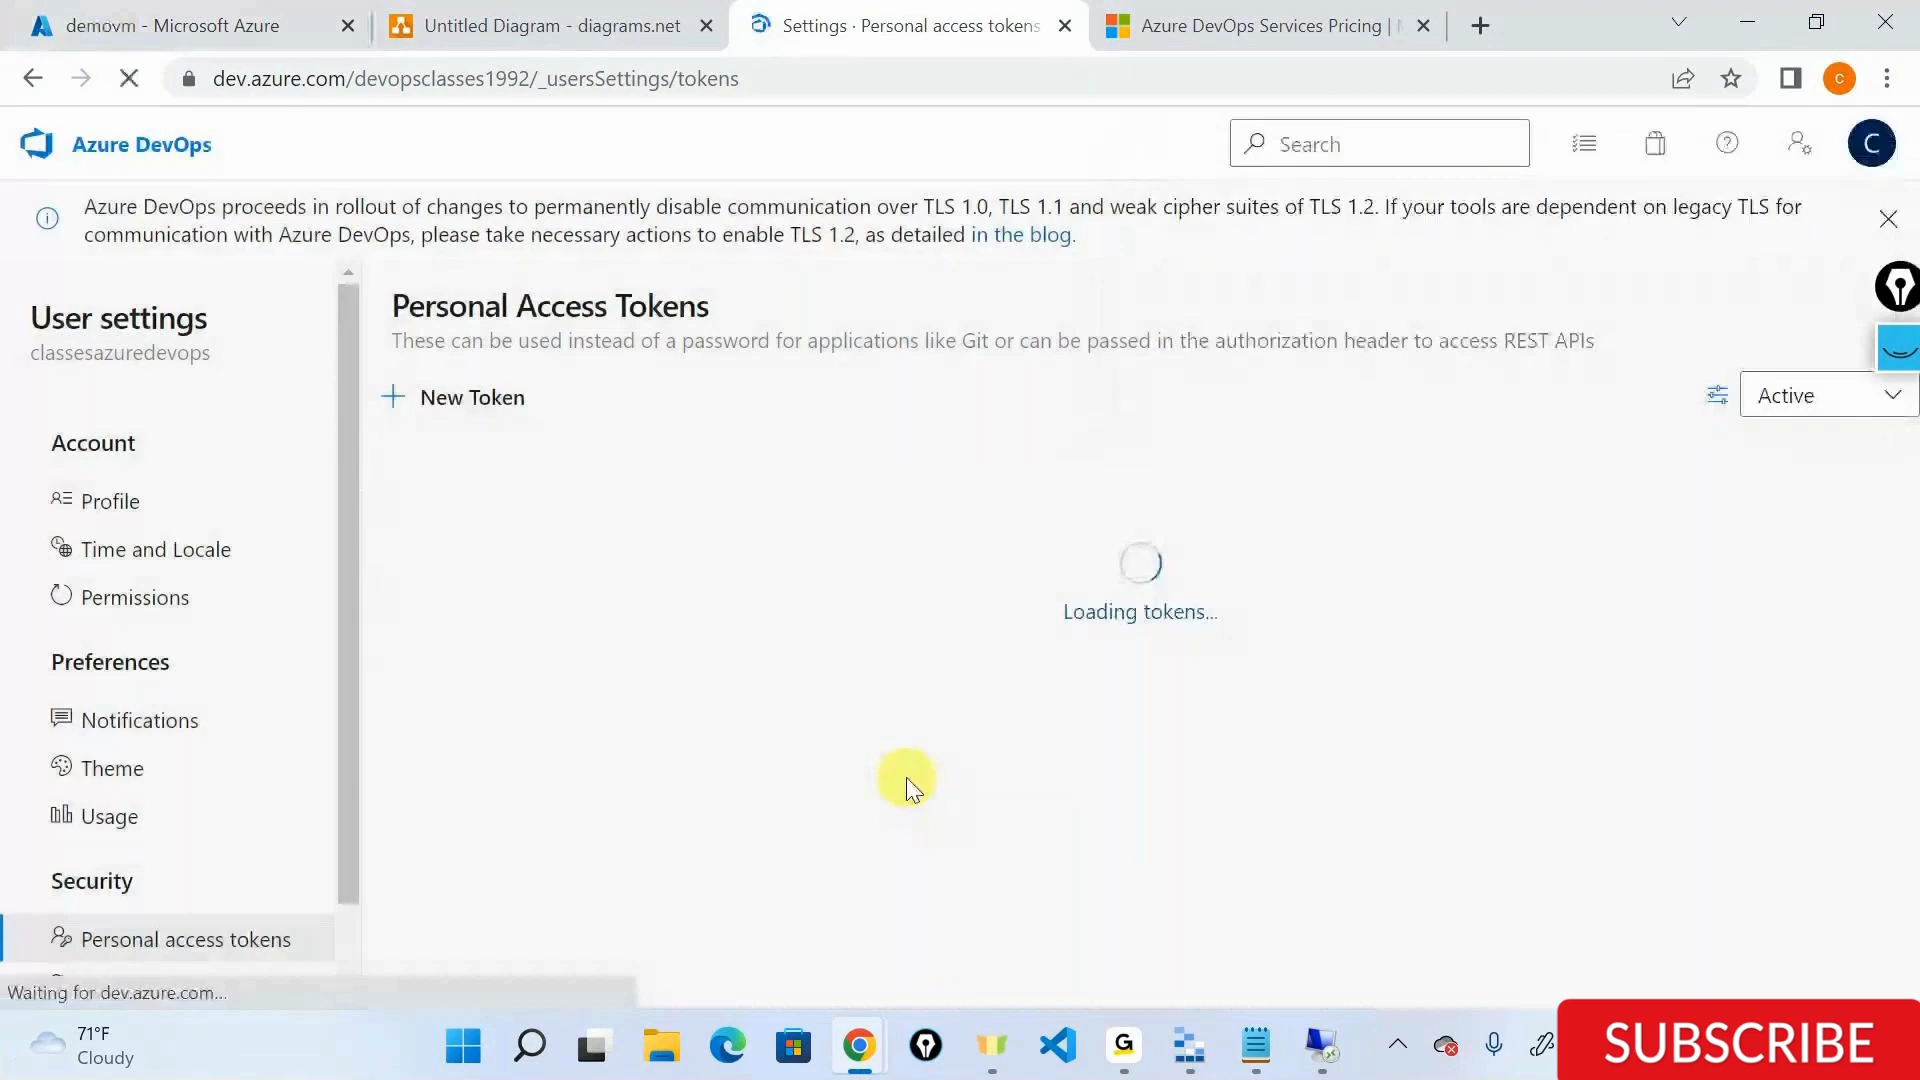 demovm - Microsoft Azure
Untitled Diagram - diagrams.net
Settings · Personal access tokens
Azure DevOps Services Pricing |
dev.azure.com/devopsclasses1992/_usersSettings/tokens
c
Azure DevOps
Search
C
Azure DevOps proceeds in rollout of changes to permanently disable communication over TLS 1.0, TLS 1.1 and weak cipher suites of TLS 1.2. If your tools are dependent on legacy TLS for
communication with Azure DevOps, please take necessary actions to enable TLS 1.2, as detailed in the blog.
User settings
classesazuredevops
Personal Access Tokens
These can be used instead of a password for applications like Git or can be passed in the authorization header to access REST APIs
New Token
Active
Account
Profile
Time and Locale
Permissions
Loading tokens...
Preferences
Notifications
Theme
Usage
Security
Personal access tokens
Waiting for dev.azure.com...
71°F
Cloudy
G
SUBSCRIBE